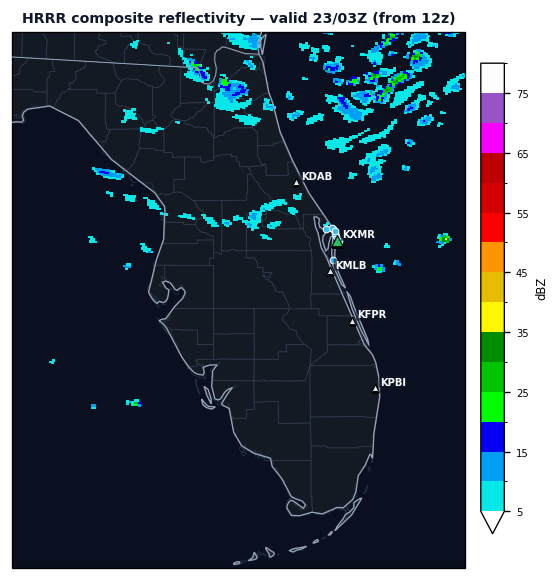 HRRR composite reflectivity — valid 23/03Z (from 12z)
KDAB
KXMR
KMLB
KFPR
KPBI
75
65
55
45
35
25
15
5
dBZ